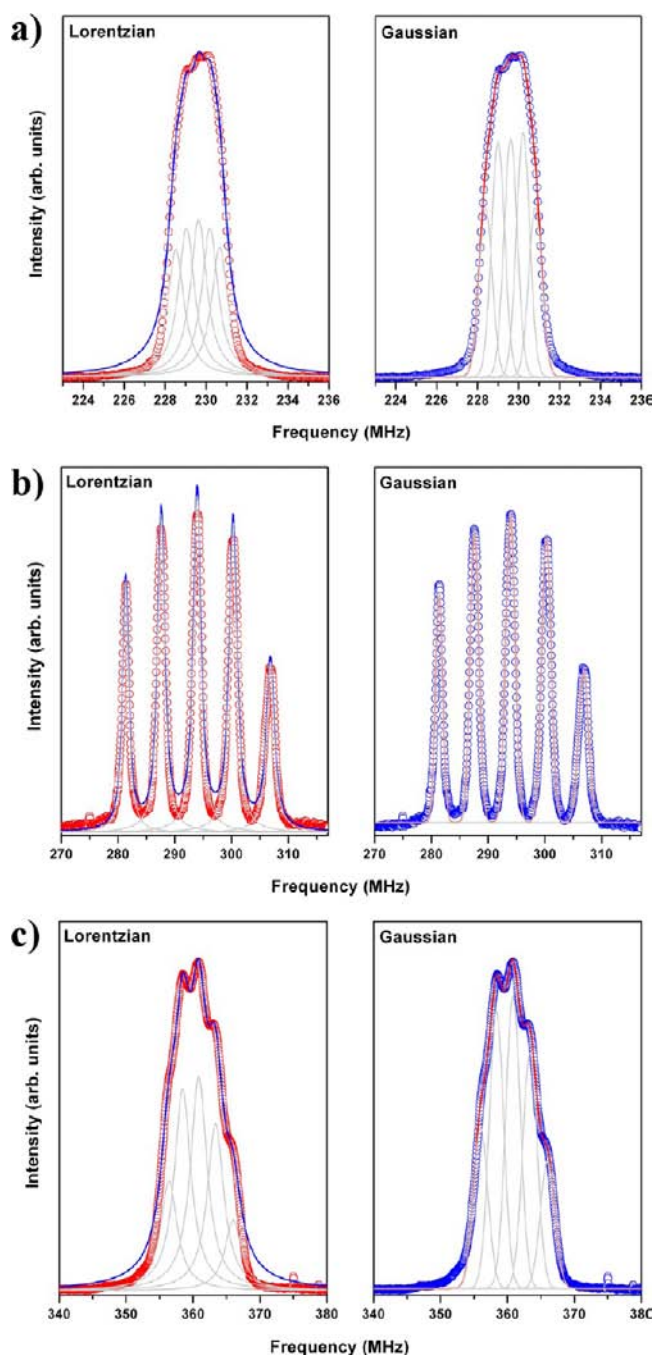 a)
Lorentzian
Gaussian
Intensity (arb. units)
224 226 228 230 232 234 236
224 226 228 230 232 234 236
Frequency (MHz)
b)
Lorentzian
Gaussian
Intensity (arb. units)
270 280 290 300 310
270 280 290 300 310
Frequency (MHz)
c)
Lorentzian
Gaussian
Intensity (arb. units)
340 350 360 370 380
340 350 360 370 380
Frequency (MHz)